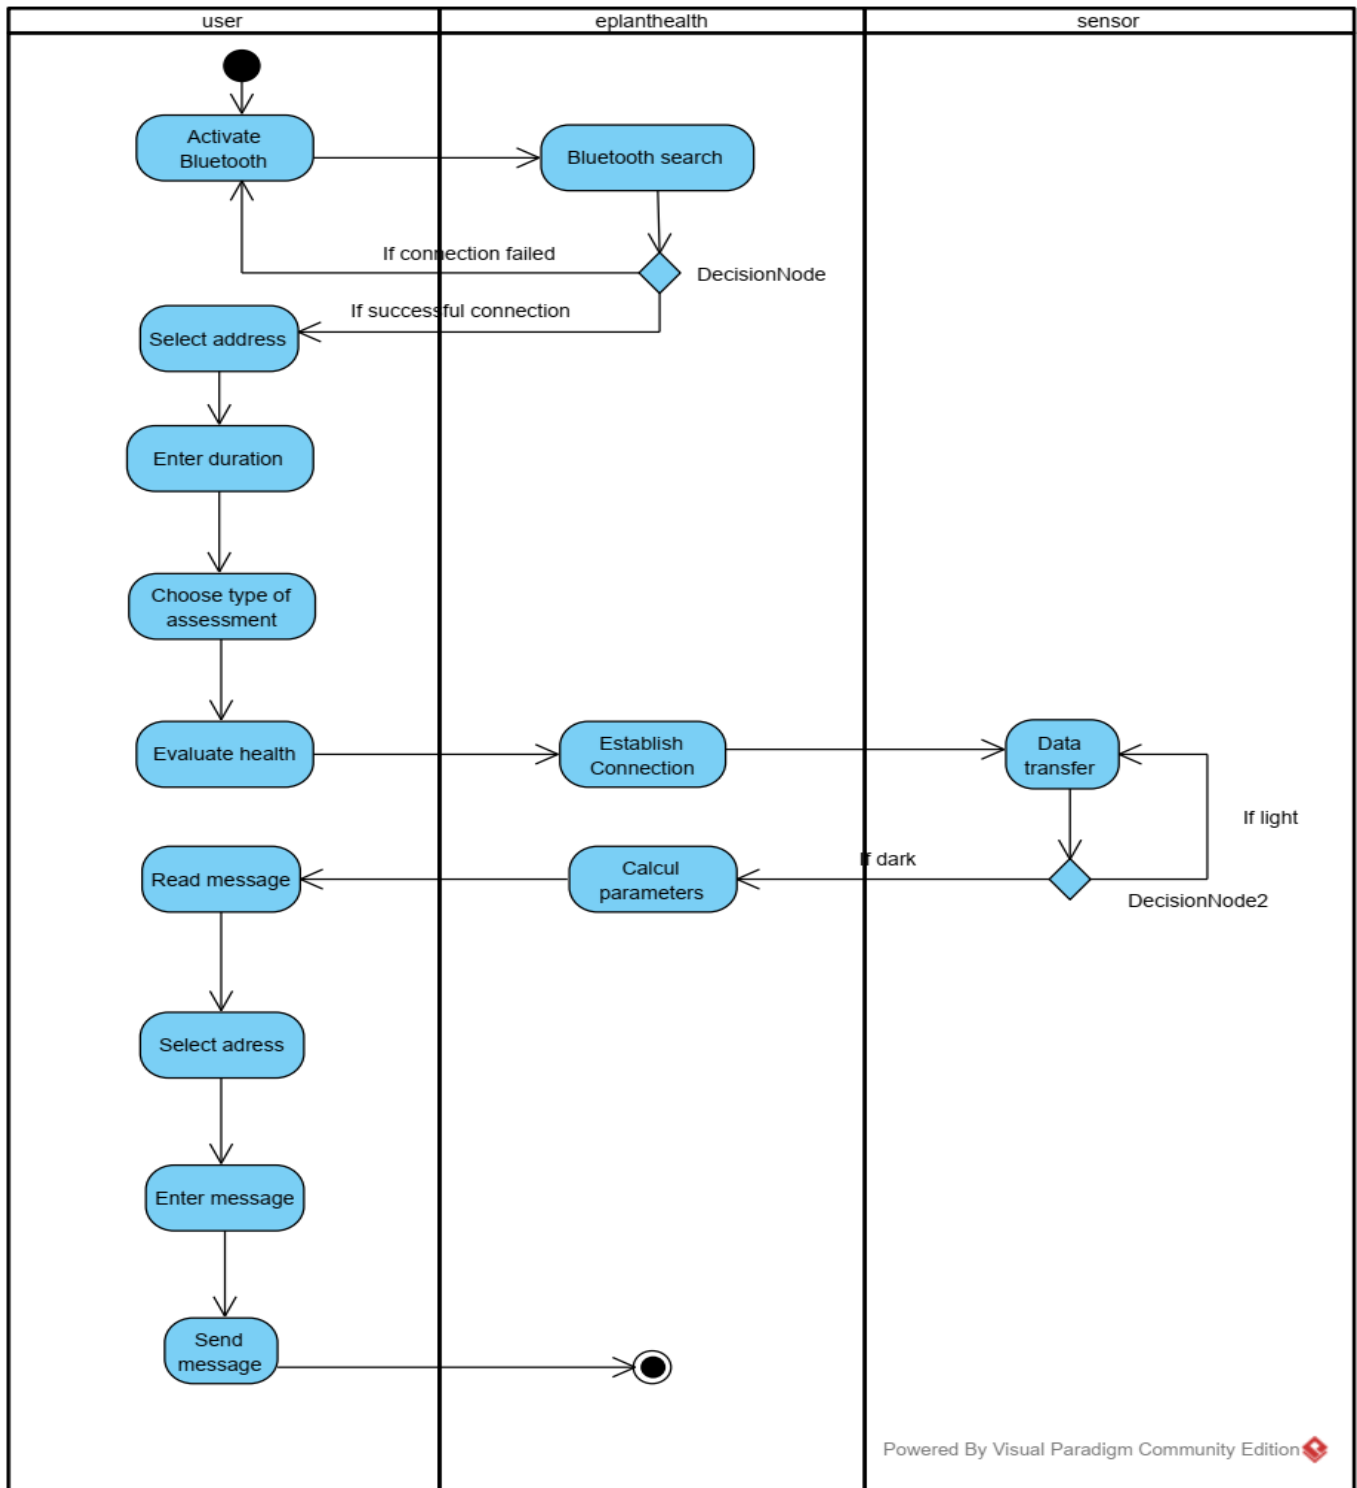 user
eplanthealth
sensor
Activate
Bluetooth
Bluetooth search
If connection failed
DecisionNode
If successful connection
Select address
Enter duration
Choose type of
assessment
Evaluate health
Establish
Connection
Data
transfer
If light
Read message
Calcul
parameters
If dark
DecisionNode2
Select adress
Enter message
Send
message
Powered By Visual Paradigm Community Edition